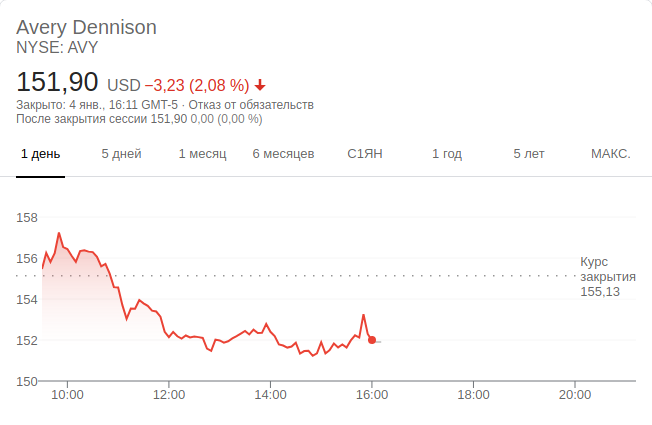 Avery Dennison
NYSE: AVY
151,90 USD −3,23 (2,08 %)
Закрыто: 4 янв., 16:11 GMT-5 · Отказ от обязательств
После закрытия сессии 151,90 0,00 (0,00 %)
1 день 5 дней 1 месяц 6 месяцев С1ЯН 1 год 5 лет МАКС.
158
156
Курс
закрытия
155,13
154
152
150
10:00 12:00 14:00 16:00 18:00 20:00